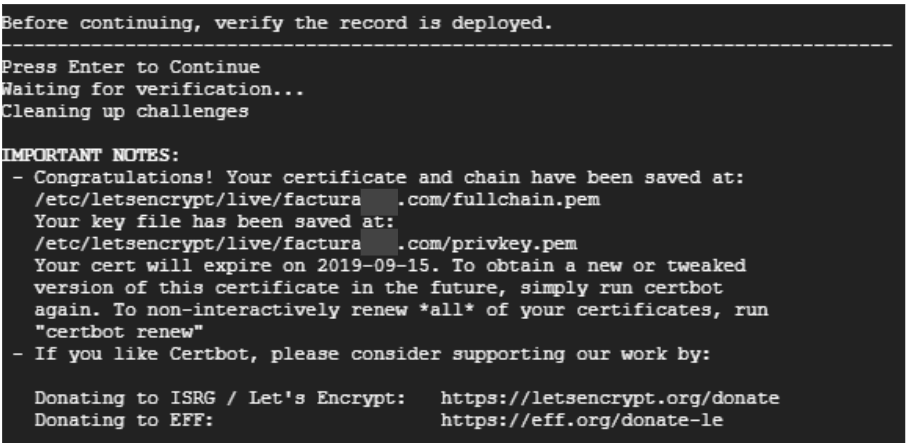 Before continuing, verify the record is deployed.
-------------------------------------------------------------------------------
Press Enter to Continue
Waiting for verification...
Cleaning up challenges
IMPORTANT NOTES:
- Congratulations! Your certificate and chain have been saved at:
/etc/letsencrypt/live/factura .com/fullchain.pem
Your key file has been saved at:
/etc/letsencrypt/live/factura .com/privkey.pem
Your cert will expire on 2019-09-15. To obtain a new or tweaked
version of this certificate in the future, simply run certbot
again. To non-interactively renew *all* of your certificates, run
"certbot renew"
- If you like Certbot, please consider supporting our work by:
Donating to ISRG / Let's Encrypt: https://letsencrypt.org/donate
Donating to EFF: https://eff.org/donate-le